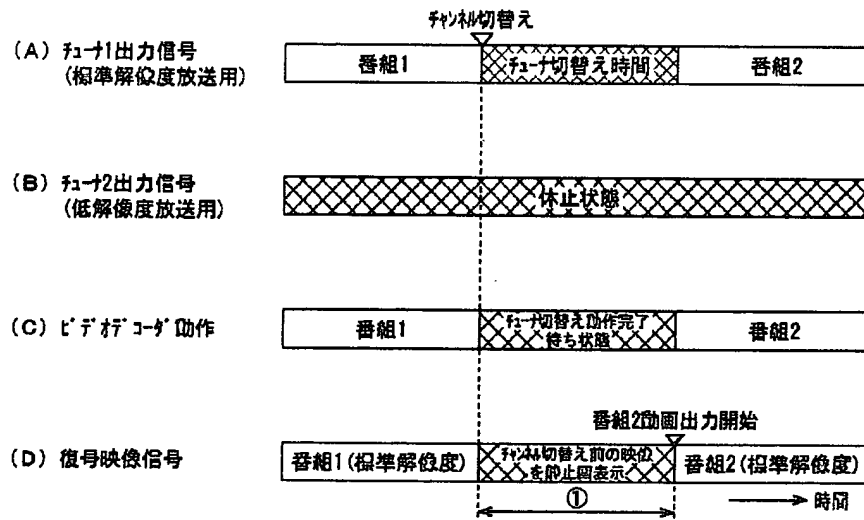 チャンネル切替え
(A) チューナ1出力信号
(標準解像度放送用)
番組1
チューナ切替え時間
番組2
(B) チューナ2出力信号
(低解像度放送用)
休止状態
(C) ビデオデコーダ動作
番組1
チューナ切替え動作完了
待ち状態
番組2
番組2動画出力開始
(D)復号映像信号
番組1(標準解像度)
チャンネル切替え前の映像
を静止画表示
番組2(標準解像度)
①
時間